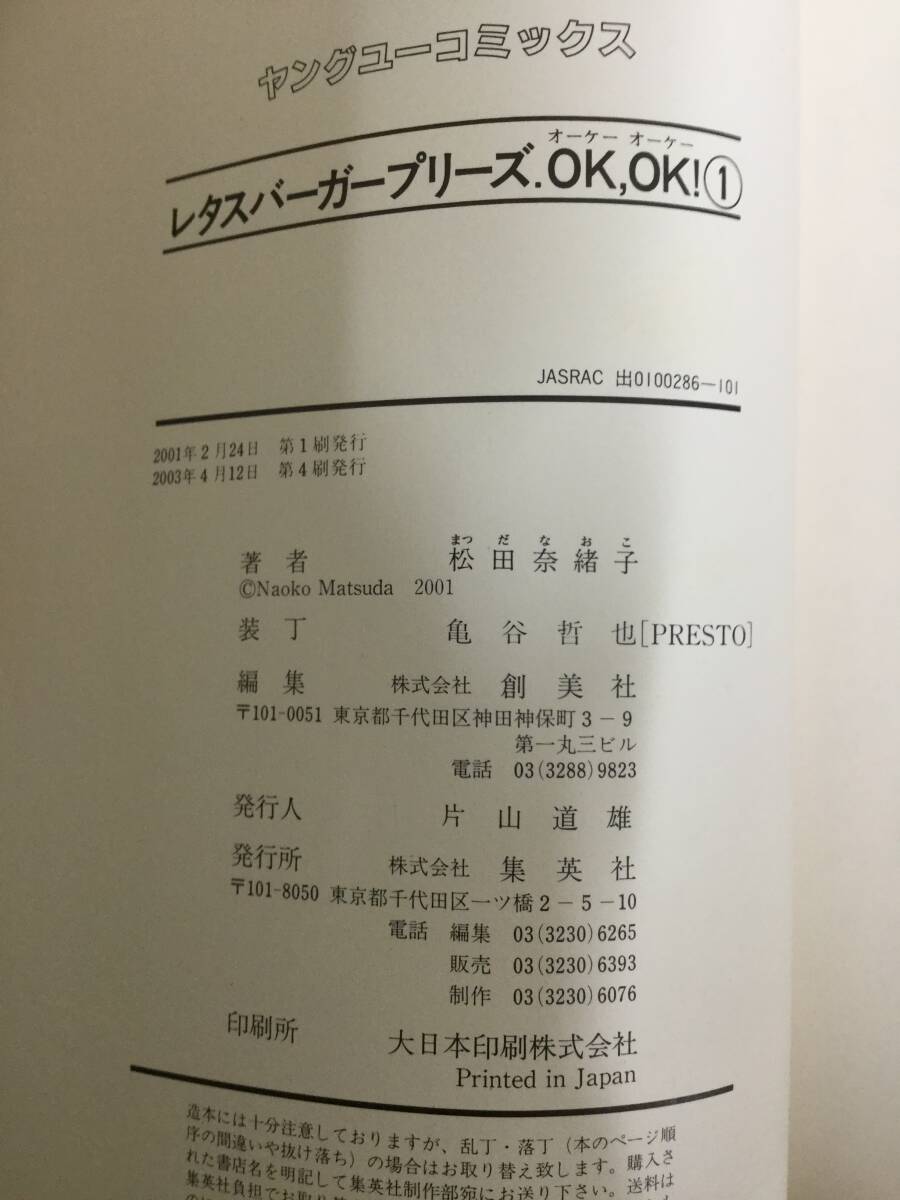 ヤングユーコミックス
オーケー オーケー
レタスバーガープリーズ.OK,OK!①
JASRAC 出0100286-101
2001年2月24日 第1刷発行
2003年4月12日 第4刷発行
まつ だ な お こ
著者 松田奈緒子
©Naoko Matsuda 2001
装丁 亀谷哲也[PRESTO]
編集 株式会社 創美社
〒101-0051 東京都千代田区神田神保町3-9
第一丸三ビル
電話 03(3288)9823
発行人 片山道雄
発行所 株式会社 集英社
〒101-8050 東京都千代田区一ツ橋2-5-10
電話 編集 03(3230)6265
販売 03(3230)6393
制作 03(3230)6076
印刷所 大日本印刷株式会社
Printed in Japan
造本には十分注意しておりますが、乱丁・落丁(本のページ順
序の間違いや抜け落ち)の場合はお取り替え致します。購入さ
れた書店名を明記して集英社制作部宛にお送り下さい。送料は
集英社負担でお取り